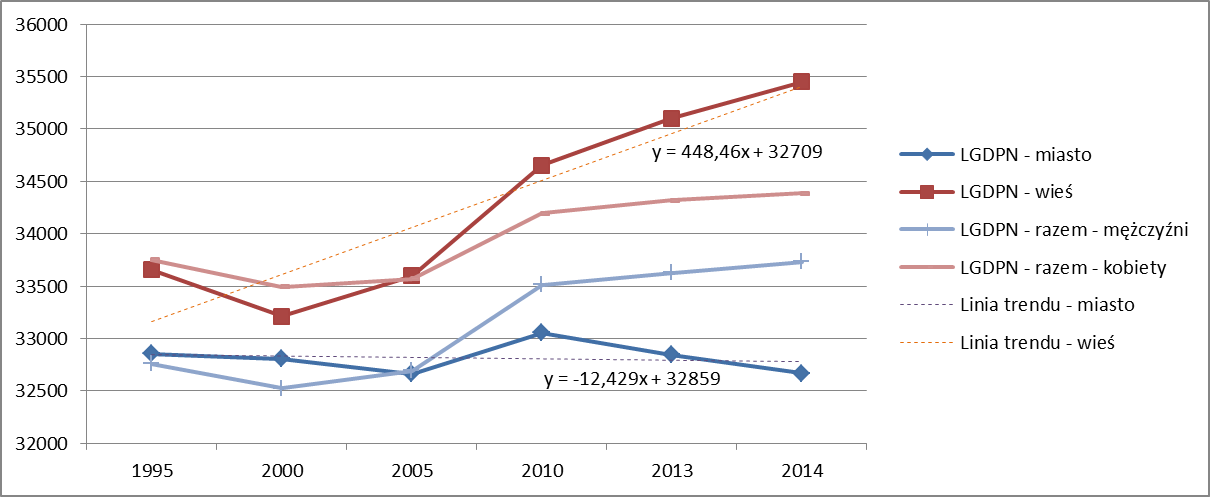 36000
35500
35000
34500
34000
33500
33000
32500
32000
y = 448,46x + 32709
y = -12,429x + 32859
1995 2000 2005 2010 2013 2014
LGDPN - miasto
LGDPN - wieś
LGDPN - razem - mężczyźni
LGDPN - razem - kobiety
Linia trendu - miasto
Linia trendu - wieś